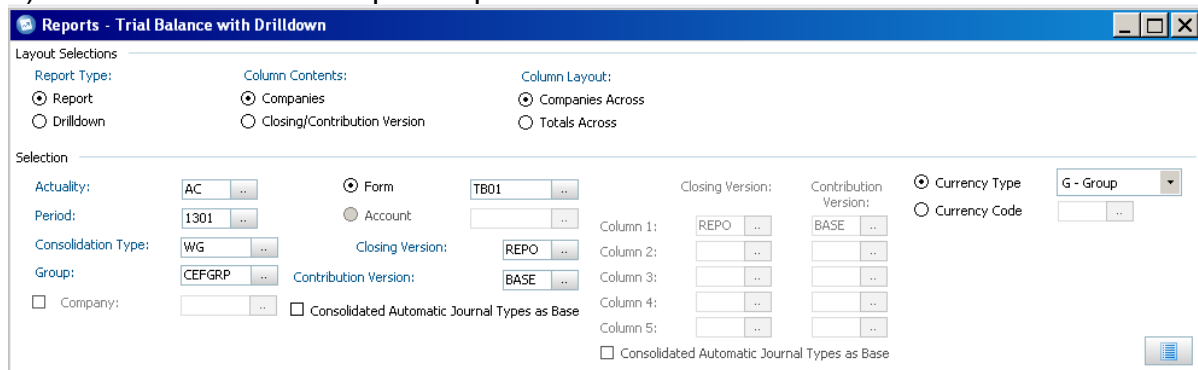 Reports - Trial Balance with Drilldown
Layout Selections
Report Type: Column Contents: Column Layout:
Report Companies Companies Across
Drilldown Closing/Contribution Version Totals Across
Selection
Actuality: AC .. Form TB01 .. Closing Version: Contribution Version: Currency Type G - Group
Period: 1301 .. Account .. Column 1: REPO .. BASE .. Currency Code ..
Consolidation Type: WG .. Closing Version: REPO .. Column 2: .. ..
Group: CEFGRP .. Contribution Version: BASE .. Column 3: .. ..
Company: .. Consolidated Automatic Journal Types as Base Column 4: .. ..
Column 5: .. ..
Consolidated Automatic Journal Types as Base